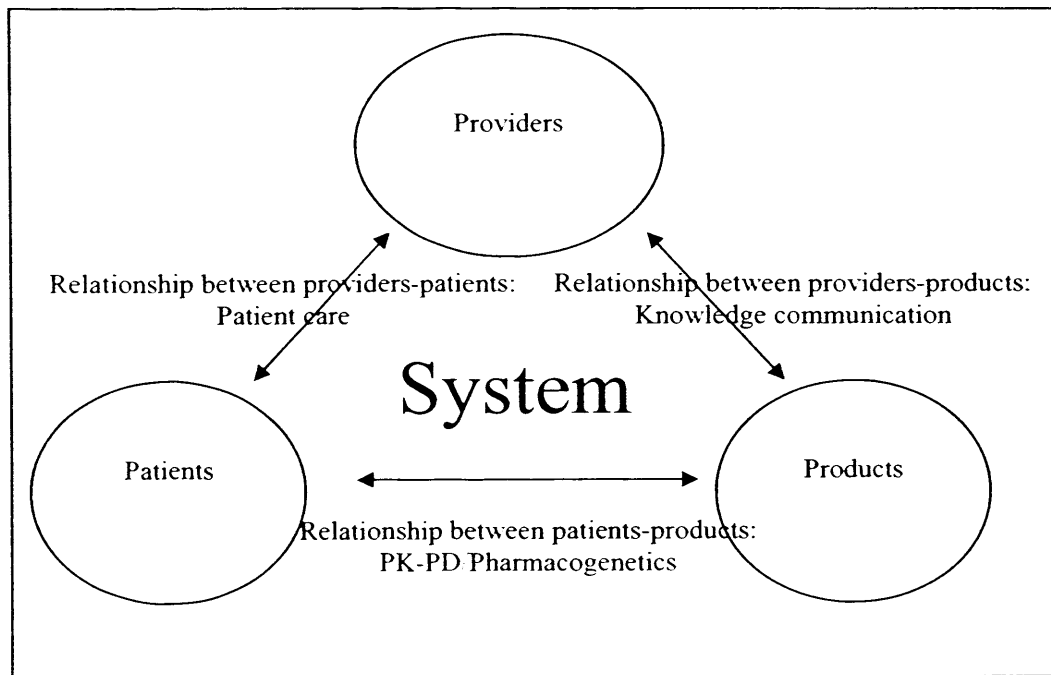 Providers
Relationship between providers-patients:
Patient care
Relationship between providers-products:
Knowledge communication
System
Patients
Products
Relationship between patients-products:
PK-PD Pharmacogenetics